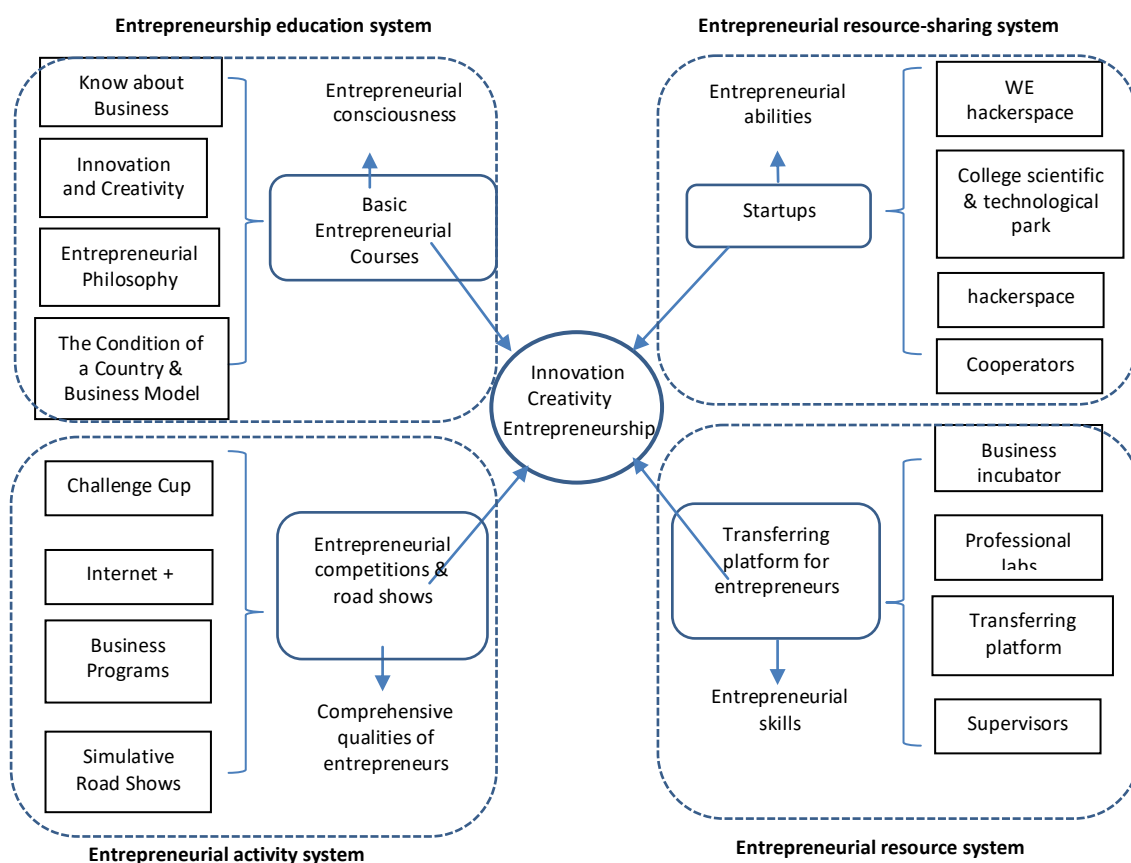 Entrepreneurship education system
Entrepreneurial resource-sharing system
Know about
Business
Innovation
and Creativity
Entrepreneurial
Philosophy
The Condition of
a Country &
Business Model
Entrepreneurial
consciousness
Basic
Entrepreneurial
Courses
Entrepreneurial
abilities
Startups
WE
hackerspace
College scientific
& technological
park
hackerspace
Cooperators
Innovation
Creativity
Entrepreneurship
Challenge Cup
Internet +
Business
Programs
Simulative
Road Shows
Entrepreneurial
competitions &
road shows
Comprehensive
qualities of
entrepreneurs
Transferring
platform for
entrepreneurs
Entrepreneurial
skills
Business
incubator
Professional
labs
Transferring
platform
Supervisors
Entrepreneurial activity system
Entrepreneurial resource system